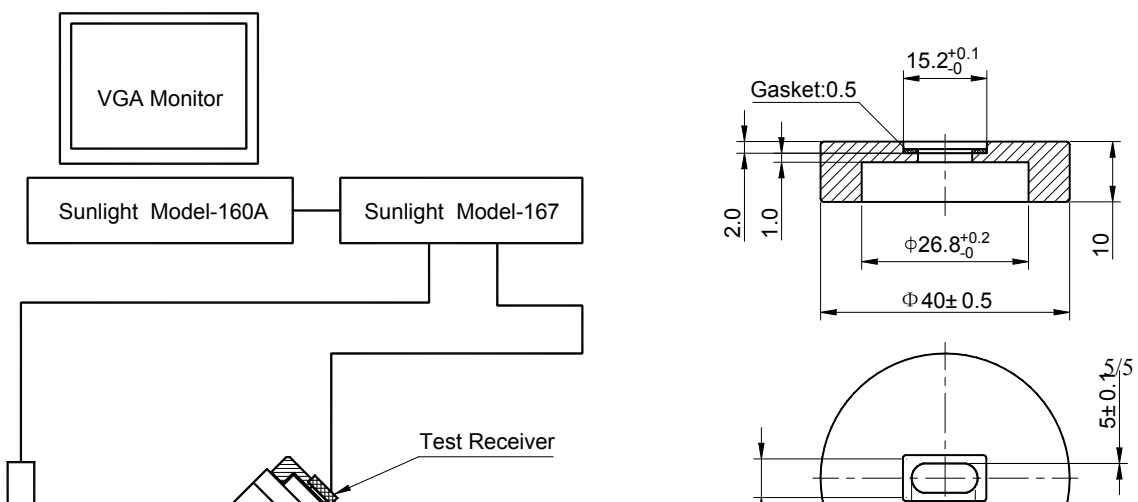 VGA Monitor
Sunlight Model-160A
Sunlight Model-167
Test Receiver
15.2+0.1 -0
Gasket:0.5
2.0
1.0
10
Φ26.8+0.2 -0
Φ40± 0.5
5/5
5± 0.1